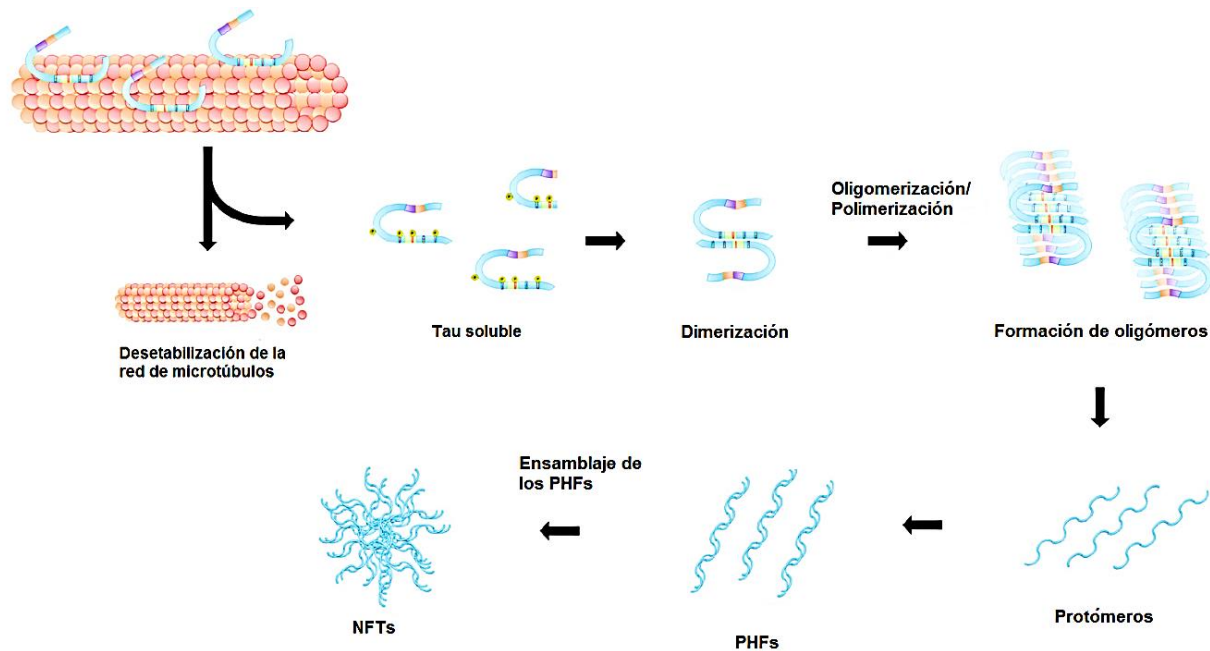 Oligomerización/
Polimerización
Desetabilización de la
red de microtúbulos
Tau soluble
Dimerización
Formación de oligómeros
Ensamblaje de
los PHFs
NFTs
PHFs
Protómeros